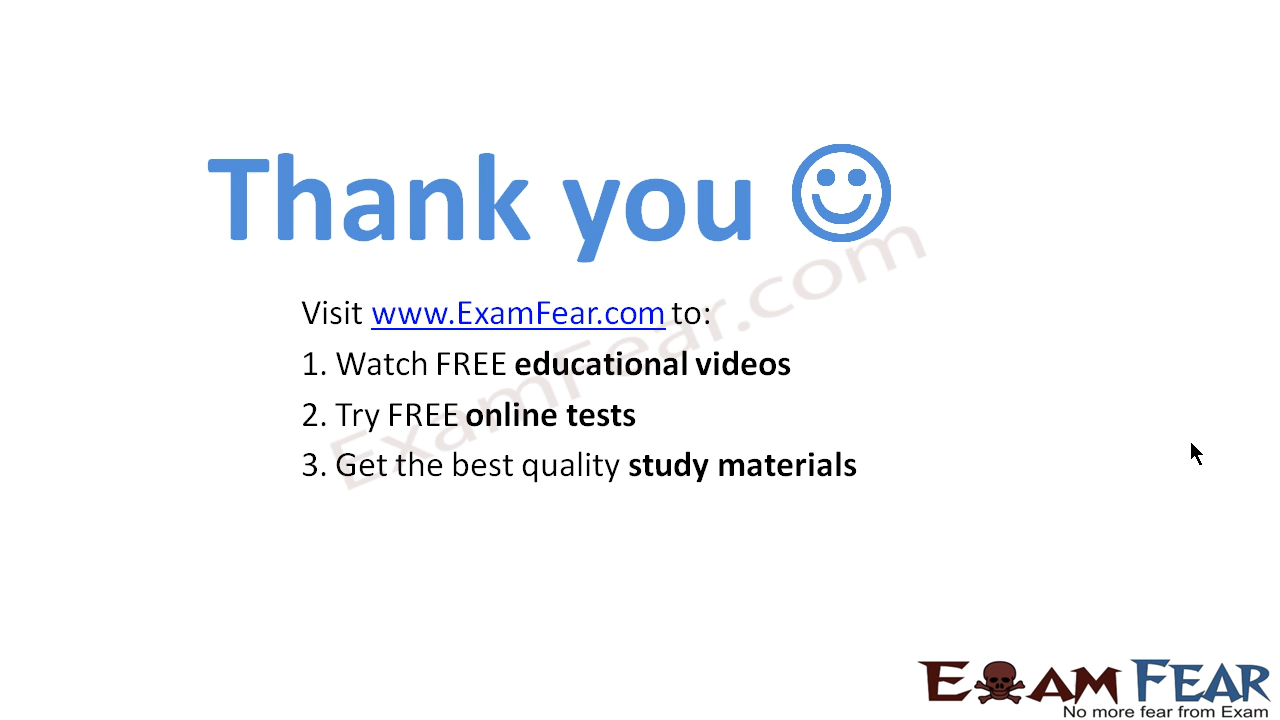 Thank you
Visit www.ExamFear.com to:
1. Watch FREE educational videos
2. Try FREE online tests
3. Get the best quality study materials
ExamFear.com
EXAM FEAR
No more fear from Exam